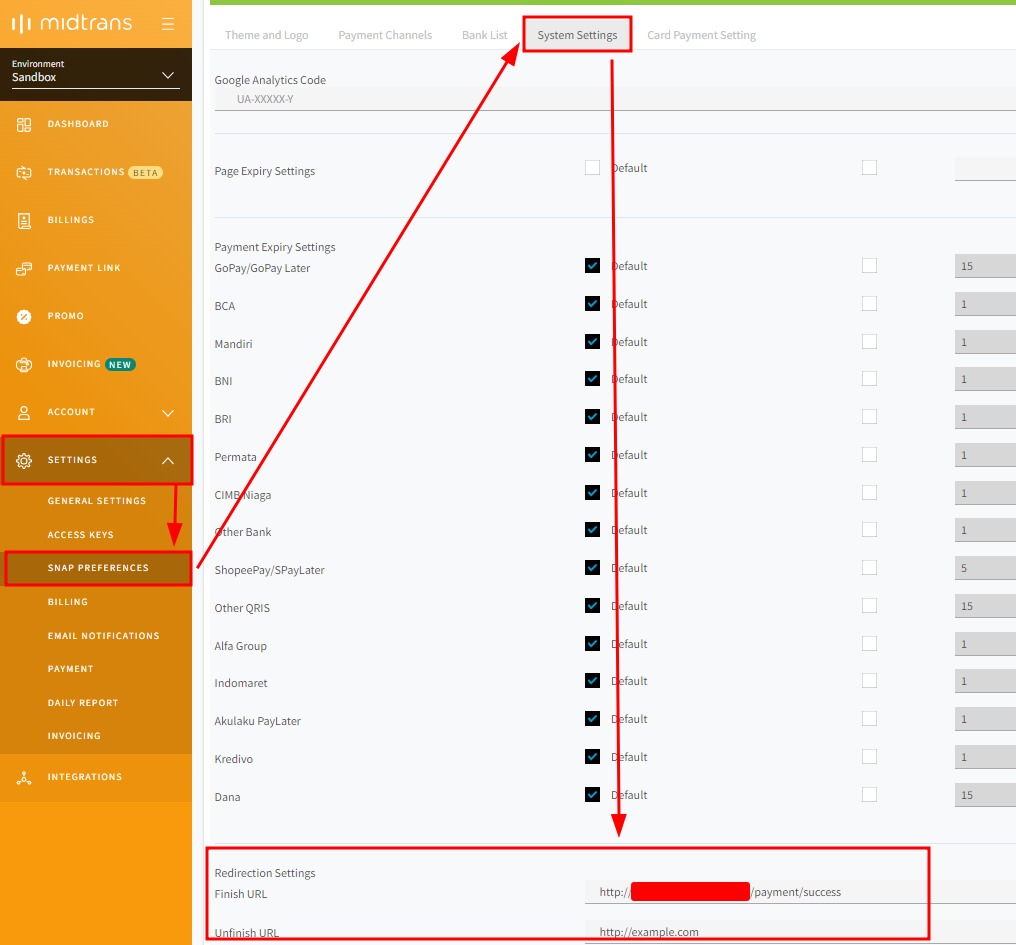 midtrans
Environment
Sandbox
DASHBOARD
TRANSACTIONS BETA
BILLINGS
PAYMENT LINK
PROMO
INVOICING NEW
ACCOUNT
SETTINGS
GENERAL SETTINGS
ACCESS KEYS
SNAP PREFERENCES
BILLING
EMAIL NOTIFICATIONS
PAYMENT
DAILY REPORT
INVOICING
INTEGRATIONS
Theme and Logo Payment Channels Bank List System Settings Card Payment Setting
Google Analytics Code
UA-XXXXX-Y
Page Expiry Settings Default
Payment Expiry Settings
GoPay/GoPay Later Default 15
BCA Default 1
Mandiri Default 1
BNI Default 1
BRI Default 1
Permata Default 1
CIMB Niaga Default 1
Other Bank Default 1
ShopeePay/SPayLater Default 5
Other QRIS Default 15
Alfa Group Default 1
Indomaret Default 1
Akulaku PayLater Default 1
Kredivo Default 1
Dana Default 15
Redirection Settings
Finish URL http:// /payment/success
Unfinish URL http://example.com